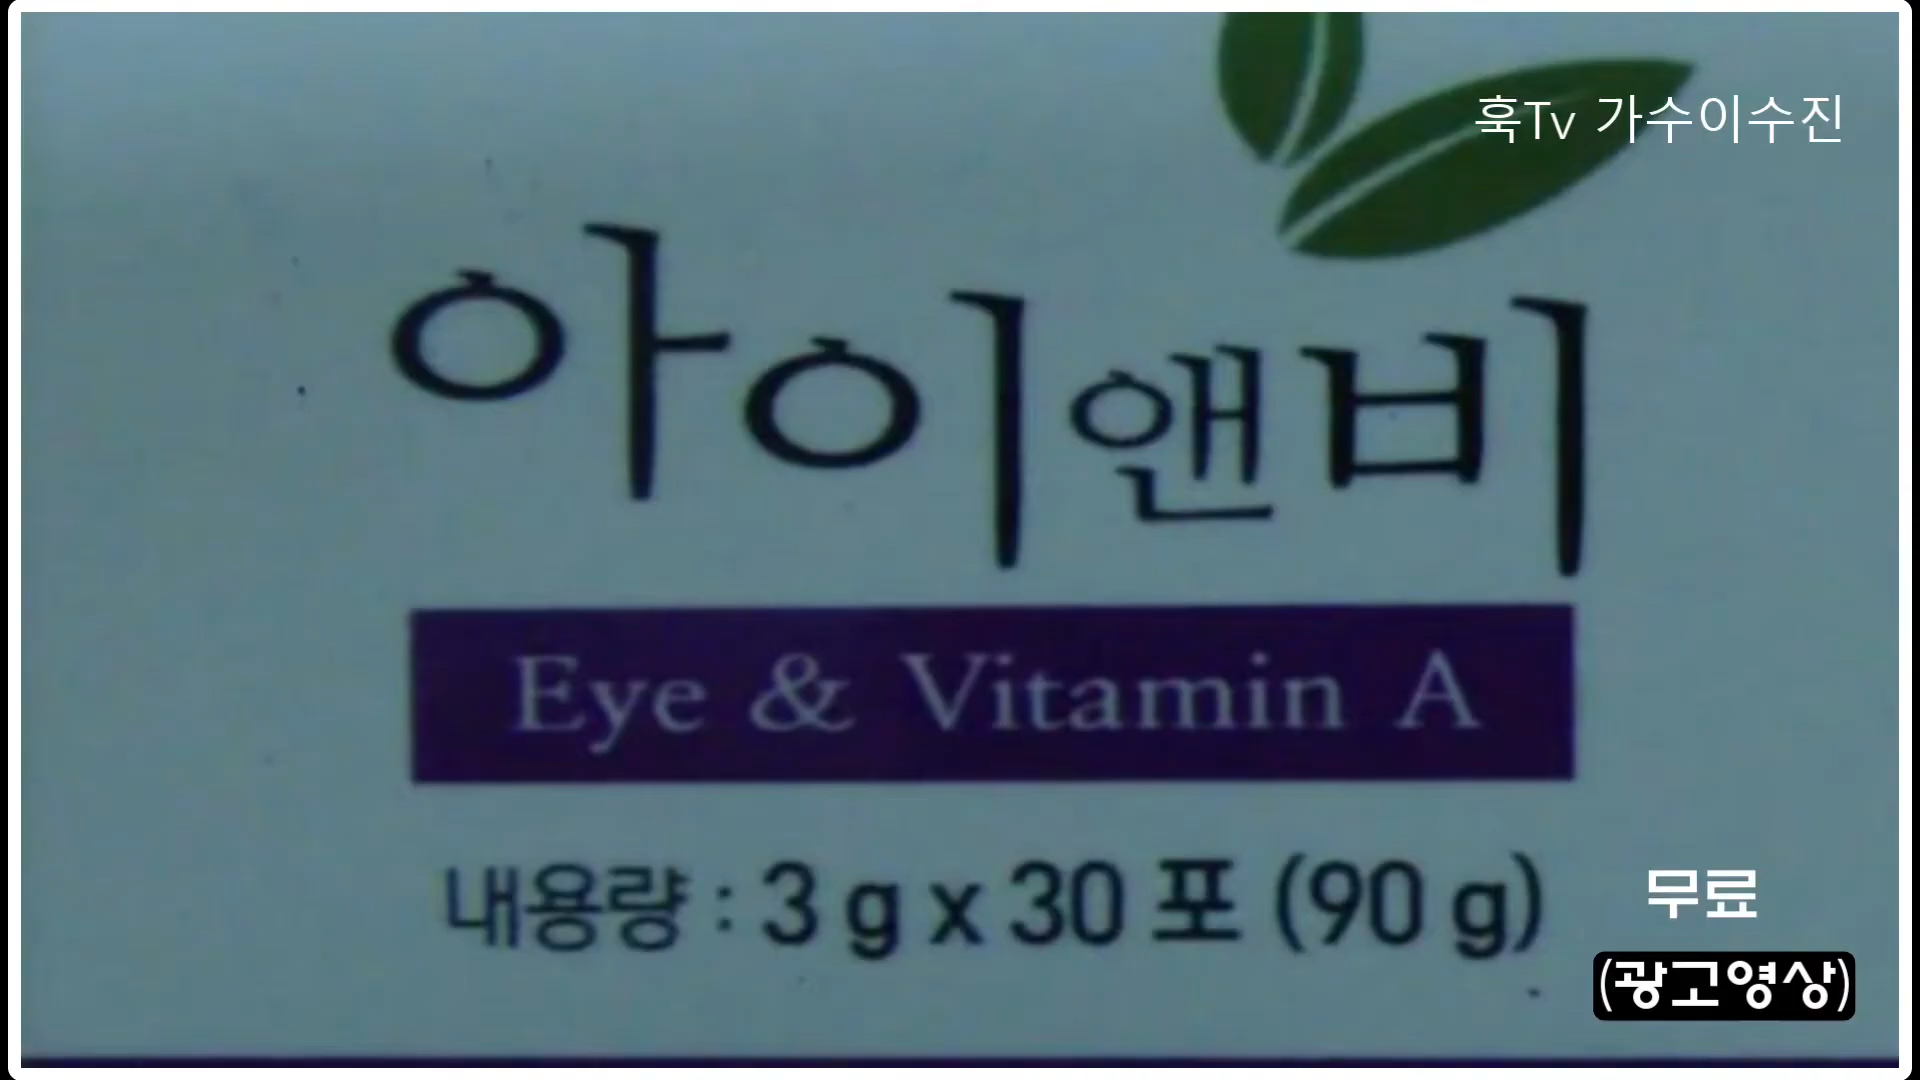 훅Tv 가수이수진
아이앤비
Eye & Vitamin A
내용량 : 3 g x 30 포 (90 g)
무료
(광고영상)